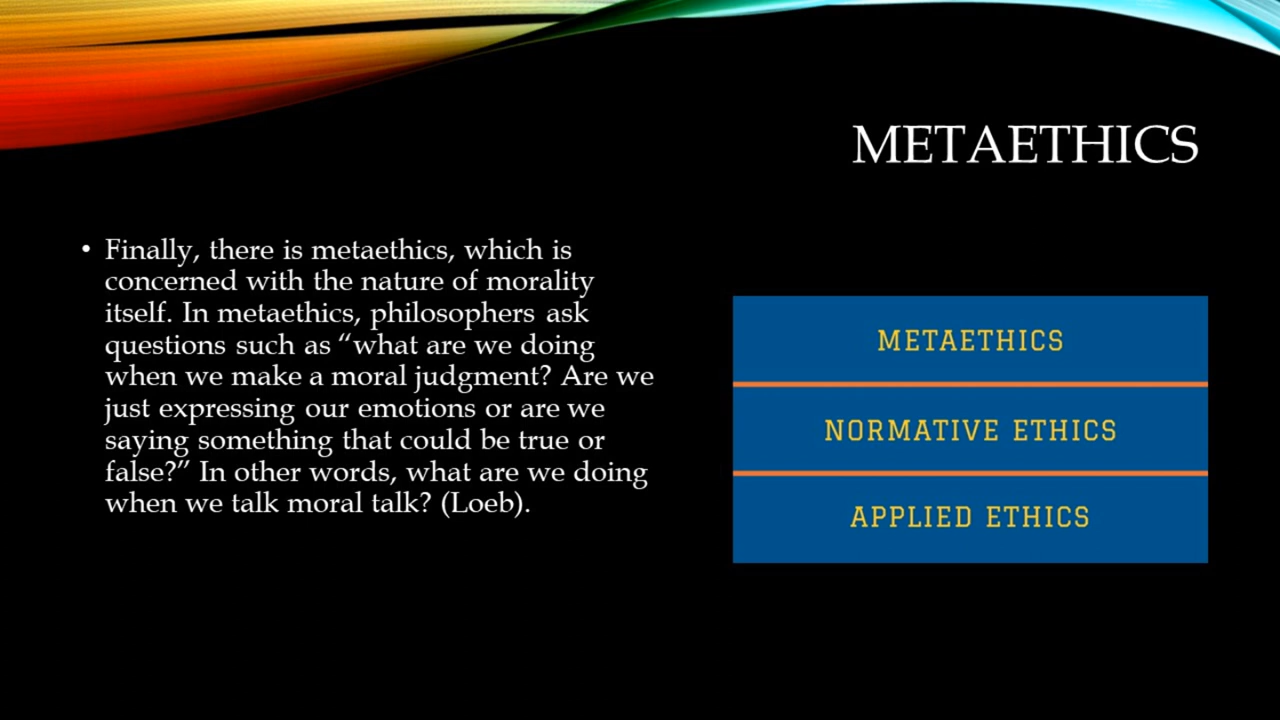 METAETHICS
• Finally, there is metaethics, which is
concerned with the nature of morality
itself. In metaethics, philosophers ask
questions such as “what are we doing
when we make a moral judgment? Are we
just expressing our emotions or are we
saying something that could be true or
false?” In other words, what are we doing
when we talk moral talk? (Loeb).
METAETHICS
NORMATIVE ETHICS
APPLIED ETHICS